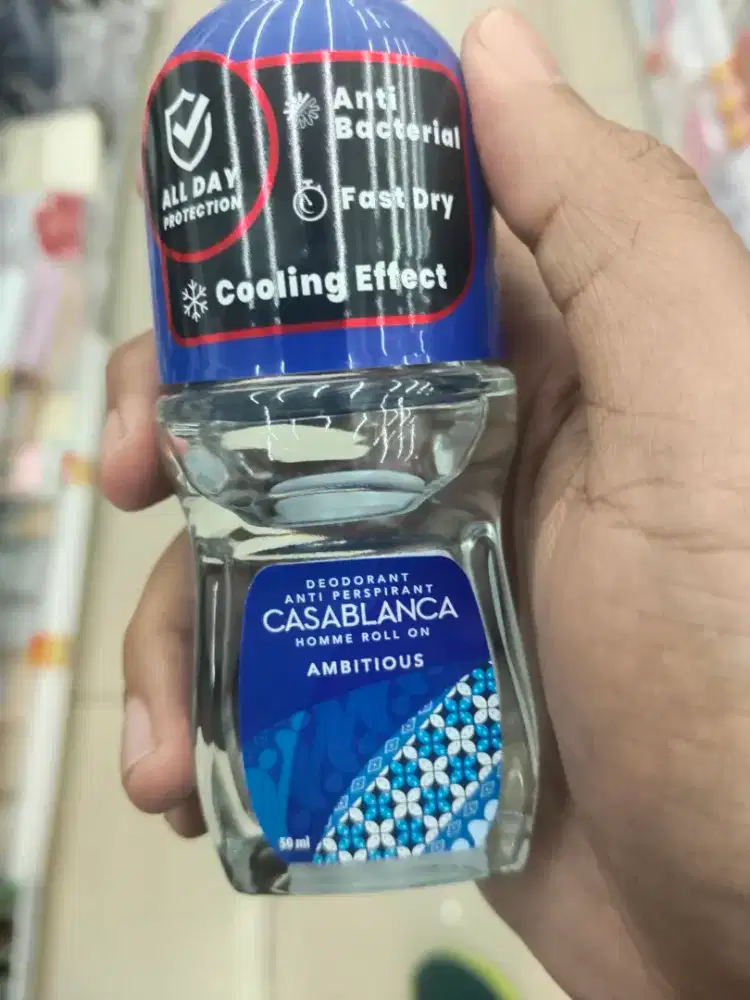 ALL DAY
PROTECTION
Anti
Bacterial
Fast Dry
Cooling Effect
DEODORANT
ANTI PERSPIRANT
CASABLANCA
HOMME ROLL ON
AMBITIOUS
50 ml